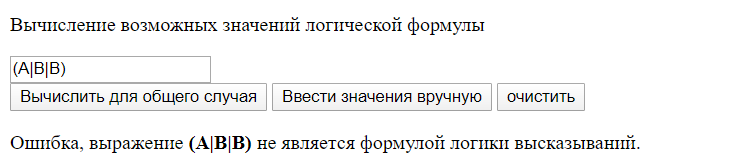 Вычисление возможных значений логической формулы
(A|B|B)
Вычислить для общего случая Ввести значения вручную очистить
Ошибка, выражение (A|B|B) не является формулой логики высказываний.